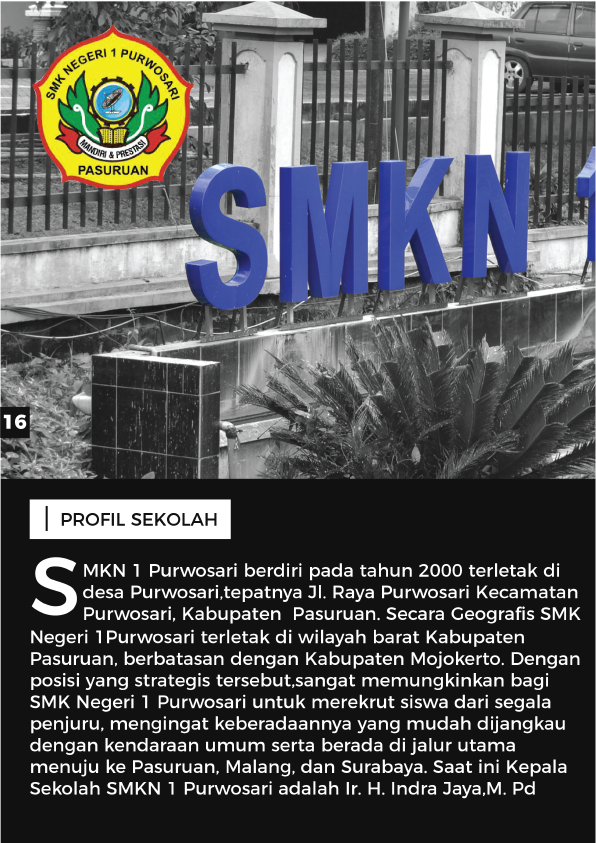 SMK NEGERI 1 PURWOSARI
MANDIRI & PRESTASI
PASURUAN
SMKN 1
16
PROFIL SEKOLAH
SMKN 1 Purwosari berdiri pada tahun 2000 terletak di
desa Purwosari,tepatnya Jl. Raya Purwosari Kecamatan
Purwosari, Kabupaten  Pasuruan. Secara Geografis SMK
Negeri 1Purwosari terletak di wilayah barat Kabupaten
Pasuruan, berbatasan dengan Kabupaten Mojokerto. Dengan
posisi yang strategis tersebut,sangat memungkinkan bagi
SMK Negeri 1 Purwosari untuk merekrut siswa dari segala
penjuru, mengingat keberadaannya yang mudah dijangkau
dengan kendaraan umum serta berada di jalur utama
menuju ke Pasuruan, Malang, dan Surabaya. Saat ini Kepala
Sekolah SMKN 1 Purwosari adalah Ir. H. Indra Jaya,M. Pd